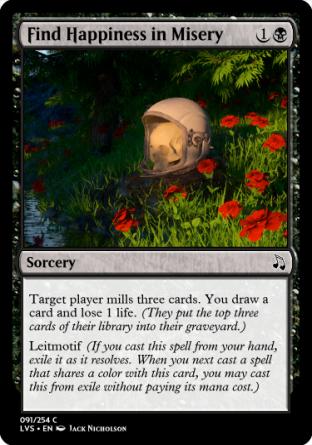 Find Happiness in Misery 1
Sorcery
Target player mills three cards. You draw a
card and lose 1 life. (They put the top three
cards of their library into their graveyard.)
Leitmotif (If you cast this spell from your hand,
exile it as it resolves. When you next cast a spell
that shares a color with this card, you may cast
this from exile without paying its mana cost.)
091/254 C
LVS • EN Jack Nicholson